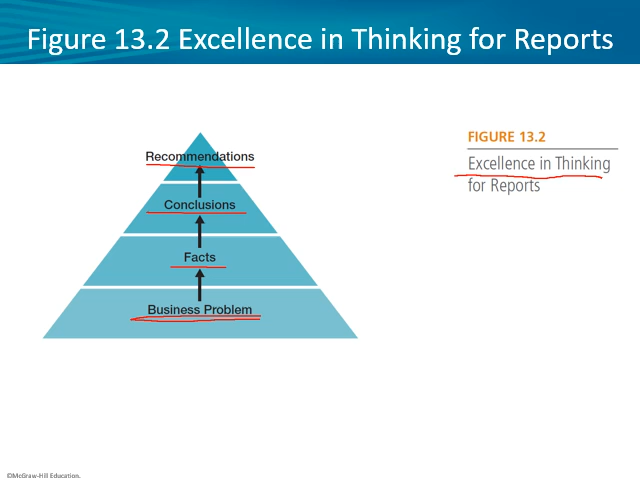 Figure 13.2 Excellence in Thinking for Reports
Recommendations
Conclusions
Facts
Business Problem
FIGURE 13.2
Excellence in Thinking
for Reports
©McGraw-Hill Education.